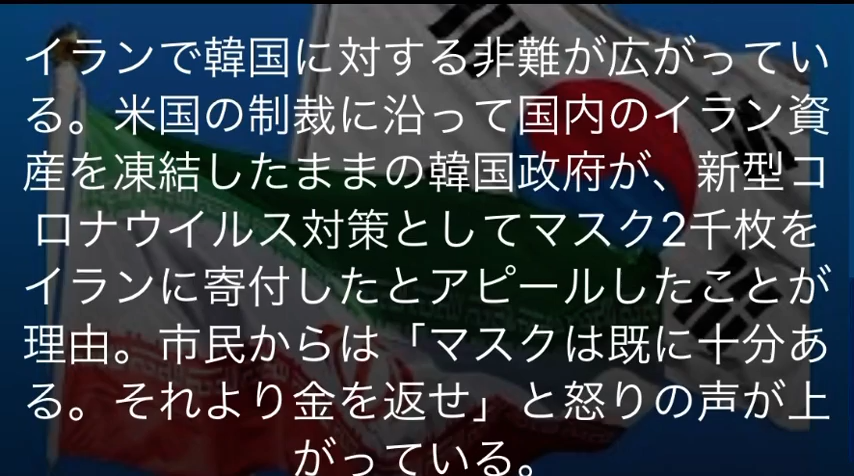 イランで韓国に対する非難が広がってい
る。米国の制裁に沿って国内のイラン資
産を凍結したままの韓国政府が、新型コ
ロナウイルス対策としてマスク2千枚を
イランに寄付したとアピールしたことが
理由。市民からは「マスクは既に十分あ
る。それより金を返せ」と怒りの声が上
がっている。